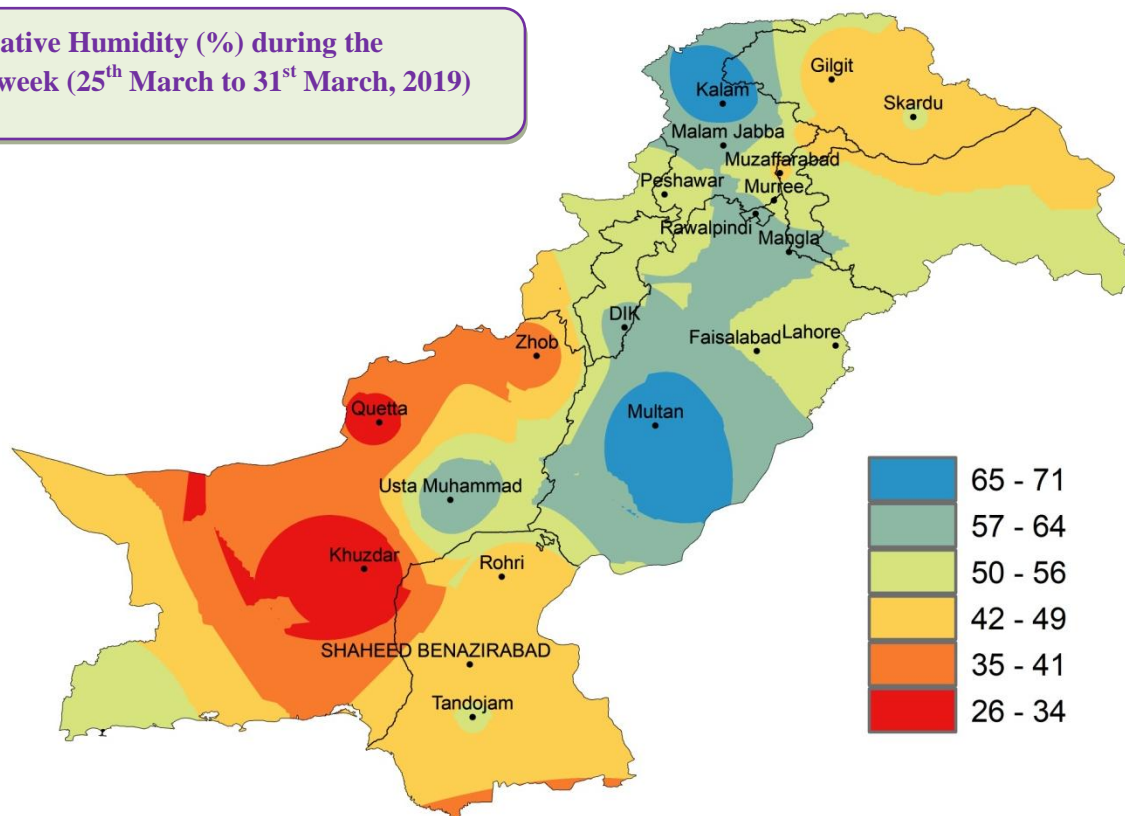 ative Humidity (%) during the
week (25th March to 31st March, 2019)
Gilgit
Kalam
Skardu
Malam Jabba
Muzaffarabad
Peshawar
Murree
Rawalpindi
Mangla
DIK
Faisalabad
Lahore
Zhob
Quetta
Multan
Usta Muhammad
Khuzdar
Rohri
SHAHEED BENAZIRABAD
Tandojam
65 - 71
57 - 64
50 - 56
42 - 49
35 - 41
26 - 34